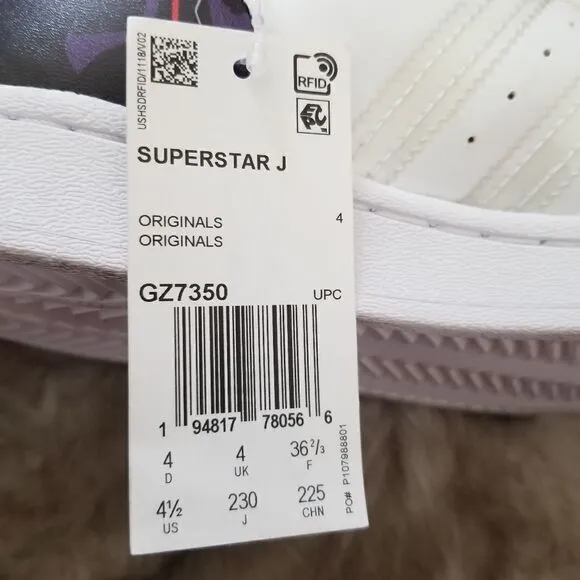 USHSDRFID/1118/V02
RFID
EPC
SUPERSTAR J
ORIGINALS 4
ORIGINALS
GZ7350 UPC
1 94817 78056 6
4 4 36 2/3
D UK F
4½ 230 225
US J CHN
PO# P107988801